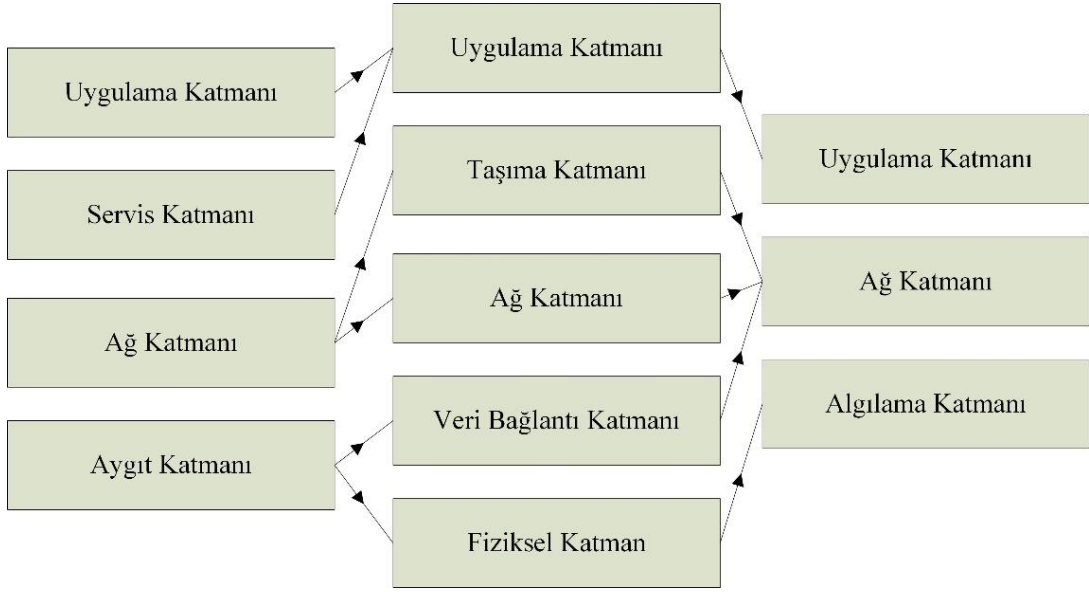 Uygulama Katmanı
Servis Katmanı
Ağ Katmanı
Aygıt Katmanı
Uygulama Katmanı
Taşıma Katmanı
Ağ Katmanı
Veri Bağlantı Katmanı
Fiziksel Katman
Uygulama Katmanı
Ağ Katmanı
Algılama Katmanı